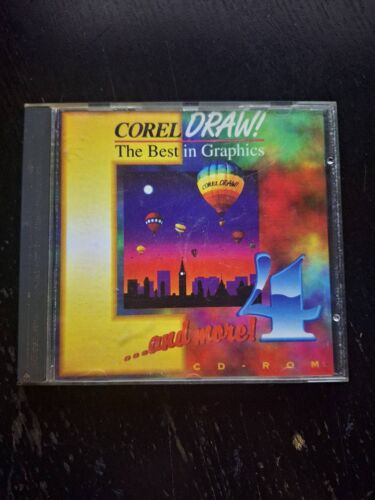 COREL DRAW!
The Best in Graphics
COREL DRAW!
4
...and more!
CD-ROM